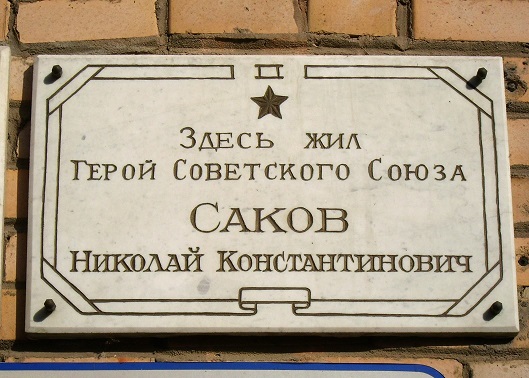 Здесь жил
Герой Советского Союза
Саков
Николай Константинович